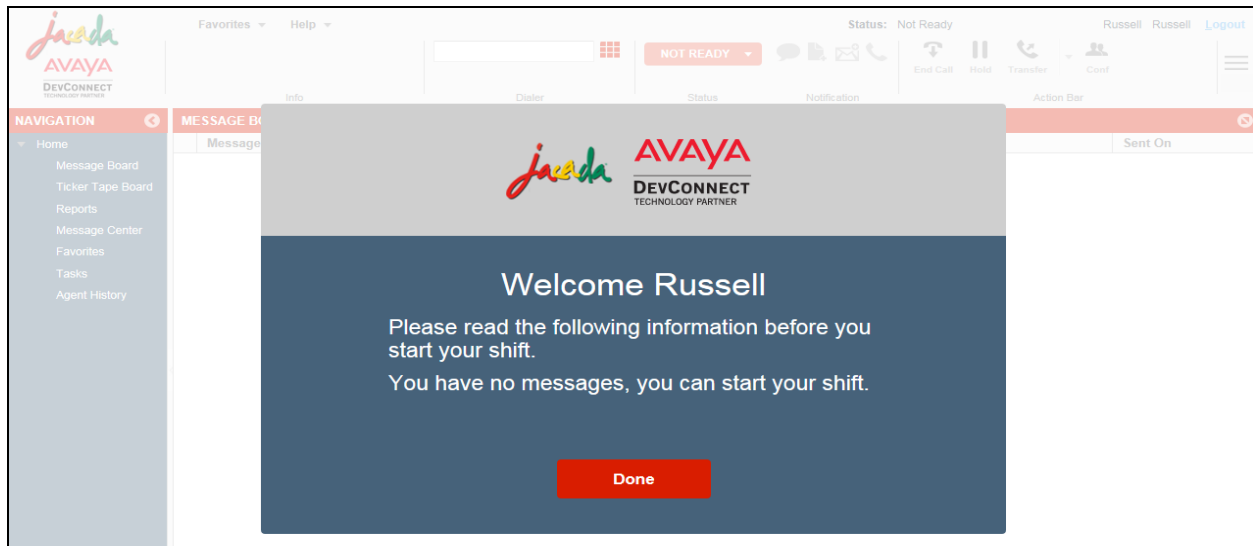 jacada
AVAYA
DEVCONNECT
TECHNOLOGY PARTNER
Favorites Help
Status: Not Ready
Russell Russell Logout
NOT READY
End Call Hold Transfer Conf
Info Dialer Status Notification Action Bar
NAVIGATION
Home
Message Board
Ticker Tape Board
Reports
Message Center
Favorites
Tasks
Agent History
MESSAGE BO
Message
Sent On
jacada
AVAYA
DEVCONNECT
TECHNOLOGY PARTNER
Welcome Russell
Please read the following information before you
start your shift.
You have no messages, you can start your shift.
Done